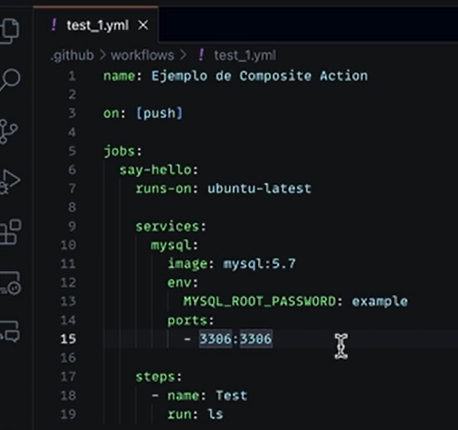 ! test_1.yml ×
.github > workflows > ! test_1.yml
1 name: Ejemplo de Composite Action
2
3 on: [push]
4
5 jobs:
6 say-hello:
7 runs-on: ubuntu-latest
8
9 services:
10 mysql:
11 image: mysql:5.7
12 env:
13 MYSQL_ROOT_PASSWORD: example
14 ports:
15 - 3306:3306
16
17 steps:
18 - name: Test
19 run: ls